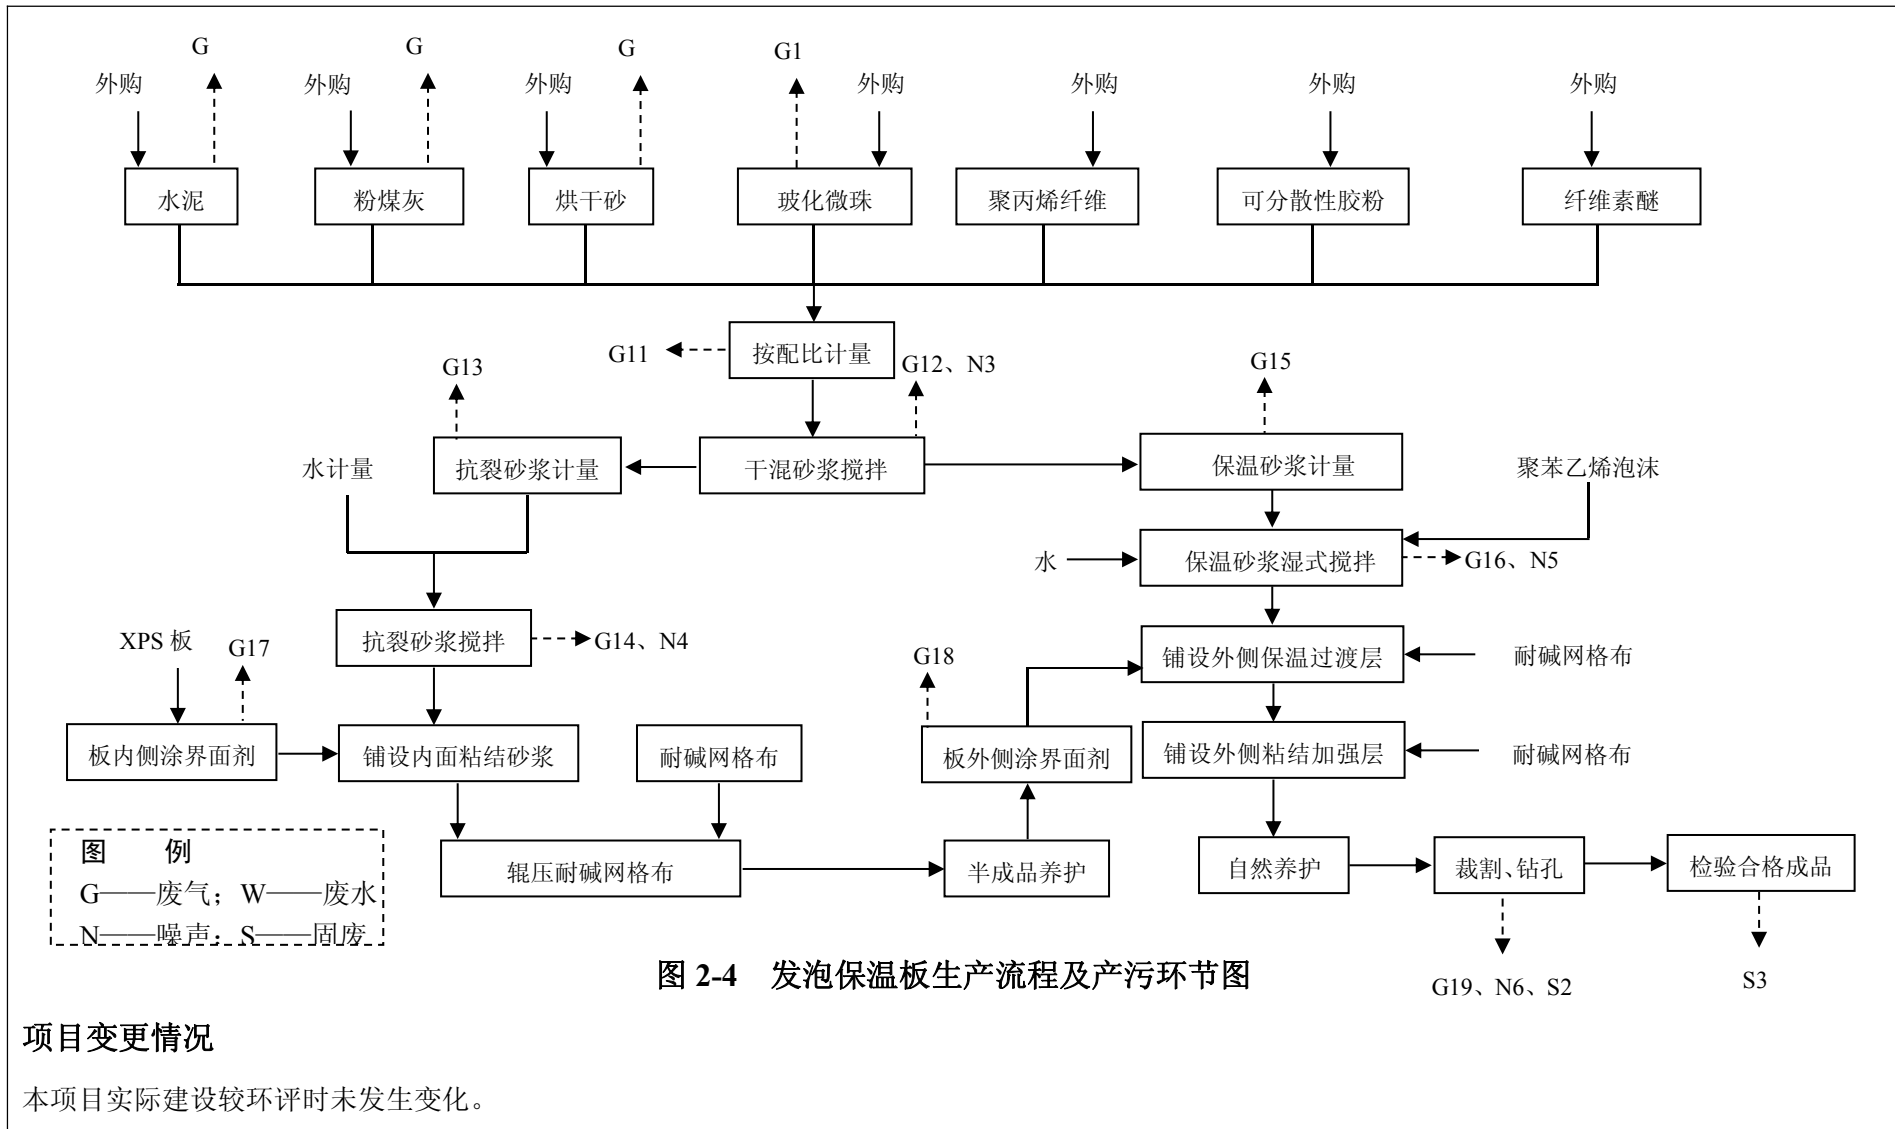 G G G G1
外购 外购 外购 外购 外购 外购 外购
水泥 粉煤灰 烘干砂 玻化微珠 聚丙烯纤维 可分散性胶粉 纤维素醚
G11 按配比计量
G13 G12、N3 G15
水计量 抗裂砂浆计量 干混砂浆搅拌 保温砂浆计量 聚苯乙烯泡沫
水 保温砂浆湿式搅拌 G16、N5
XPS 板 G17 抗裂砂浆搅拌 G14、N4 G18 铺设外侧保温过渡层 耐碱网格布
板内侧涂界面剂 铺设内面粘结砂浆 耐碱网格布 板外侧涂界面剂 铺设外侧粘结加强层 耐碱网格布
辊压耐碱网格布 半成品养护 自然养护 裁割、钻孔 检验合格成品
图 例
G——废气；W——废水
N——噪声；S——固废
G19、N6、S2 S3
图 2-4 发泡保温板生产流程及产污环节图
项目变更情况
本项目实际建设较环评时未发生变化。